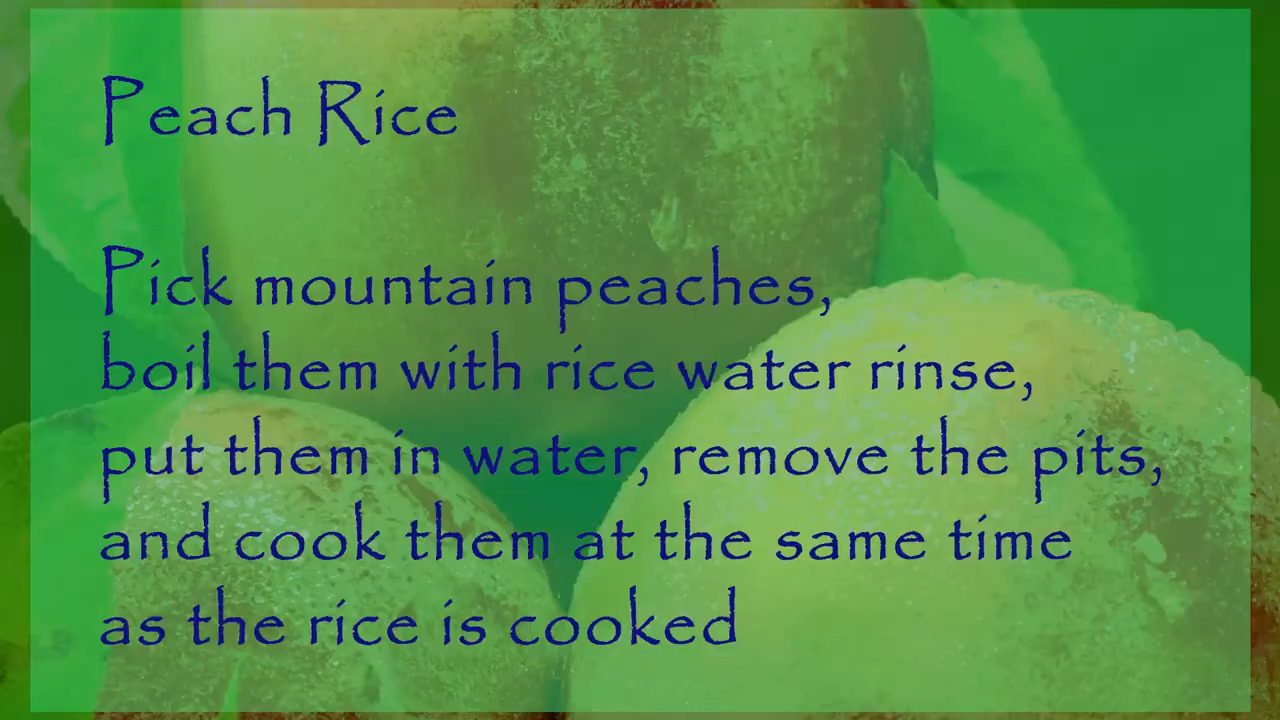 Peach Rice
Pick mountain peaches,
boil them with rice water rinse,
put them in water, remove the pits,
and cook them at the same time
as the rice is cooked